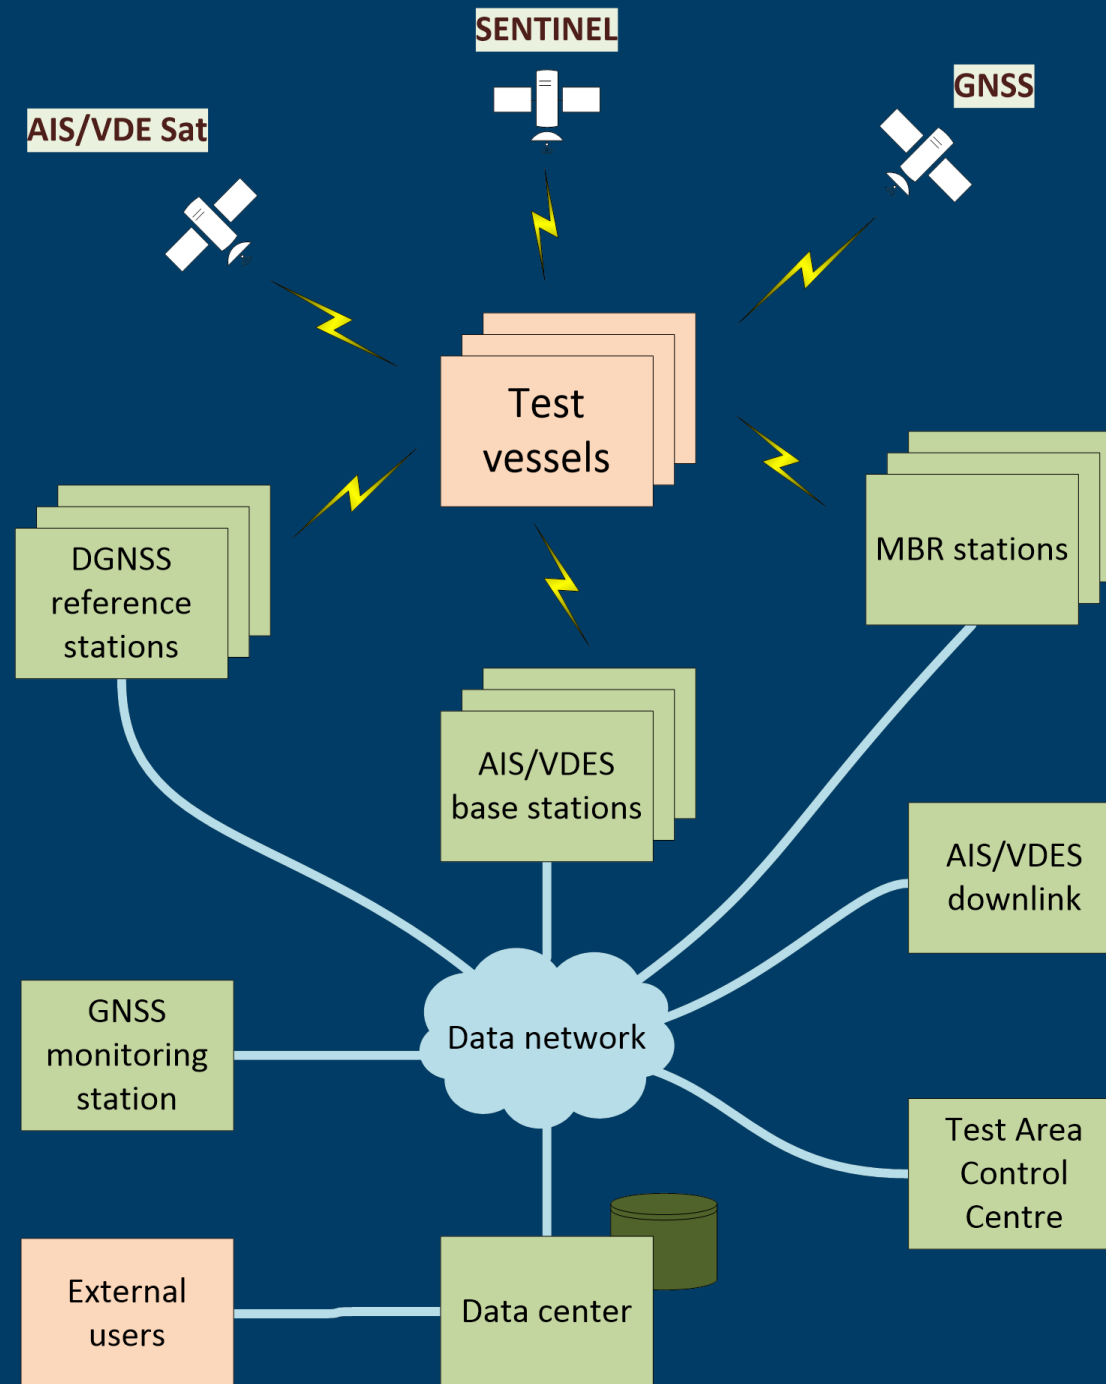 SENTINEL
GNSS
AIS/VDE Sat
Test
vessels
DGNSS
reference
stations
MBR stations
AIS/VDES
base stations
AIS/VDES
downlink
GNSS
monitoring
station
Data network
Test Area
Control
Centre
External
users
Data center